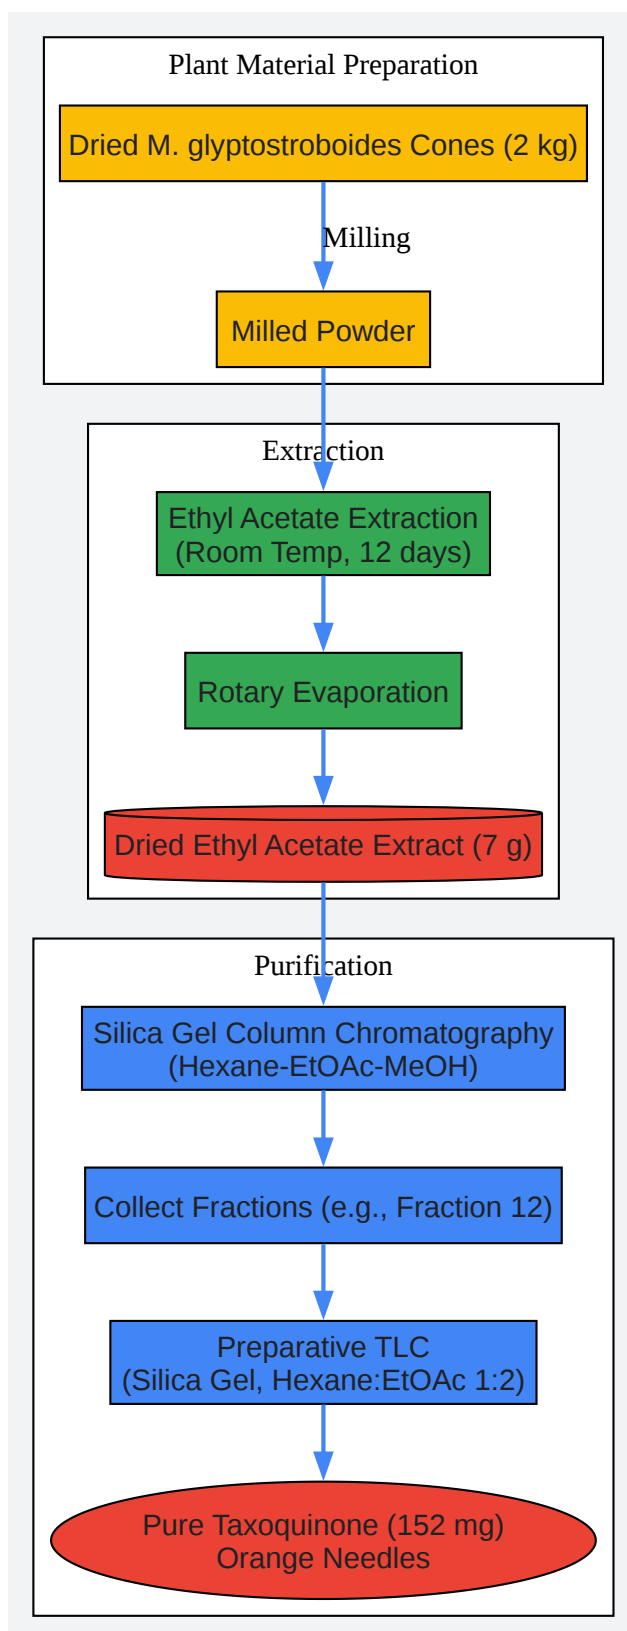 Plant Material Preparation
Dried M. glyptostroboides Cones (2 kg)
Milling
Milled Powder
Extraction
Ethyl Acetate Extraction
(Room Temp, 12 days)
Rotary Evaporation
Dried Ethyl Acetate Extract (7 g)
Purification
Silica Gel Column Chromatography
(Hexane-EtOAc-MeOH)
Collect Fractions (e.g., Fraction 12)
Preparative TLC
(Silica Gel, Hexane:EtOAc 1:2)
Pure Taxoquinone (152 mg)
Orange Needles